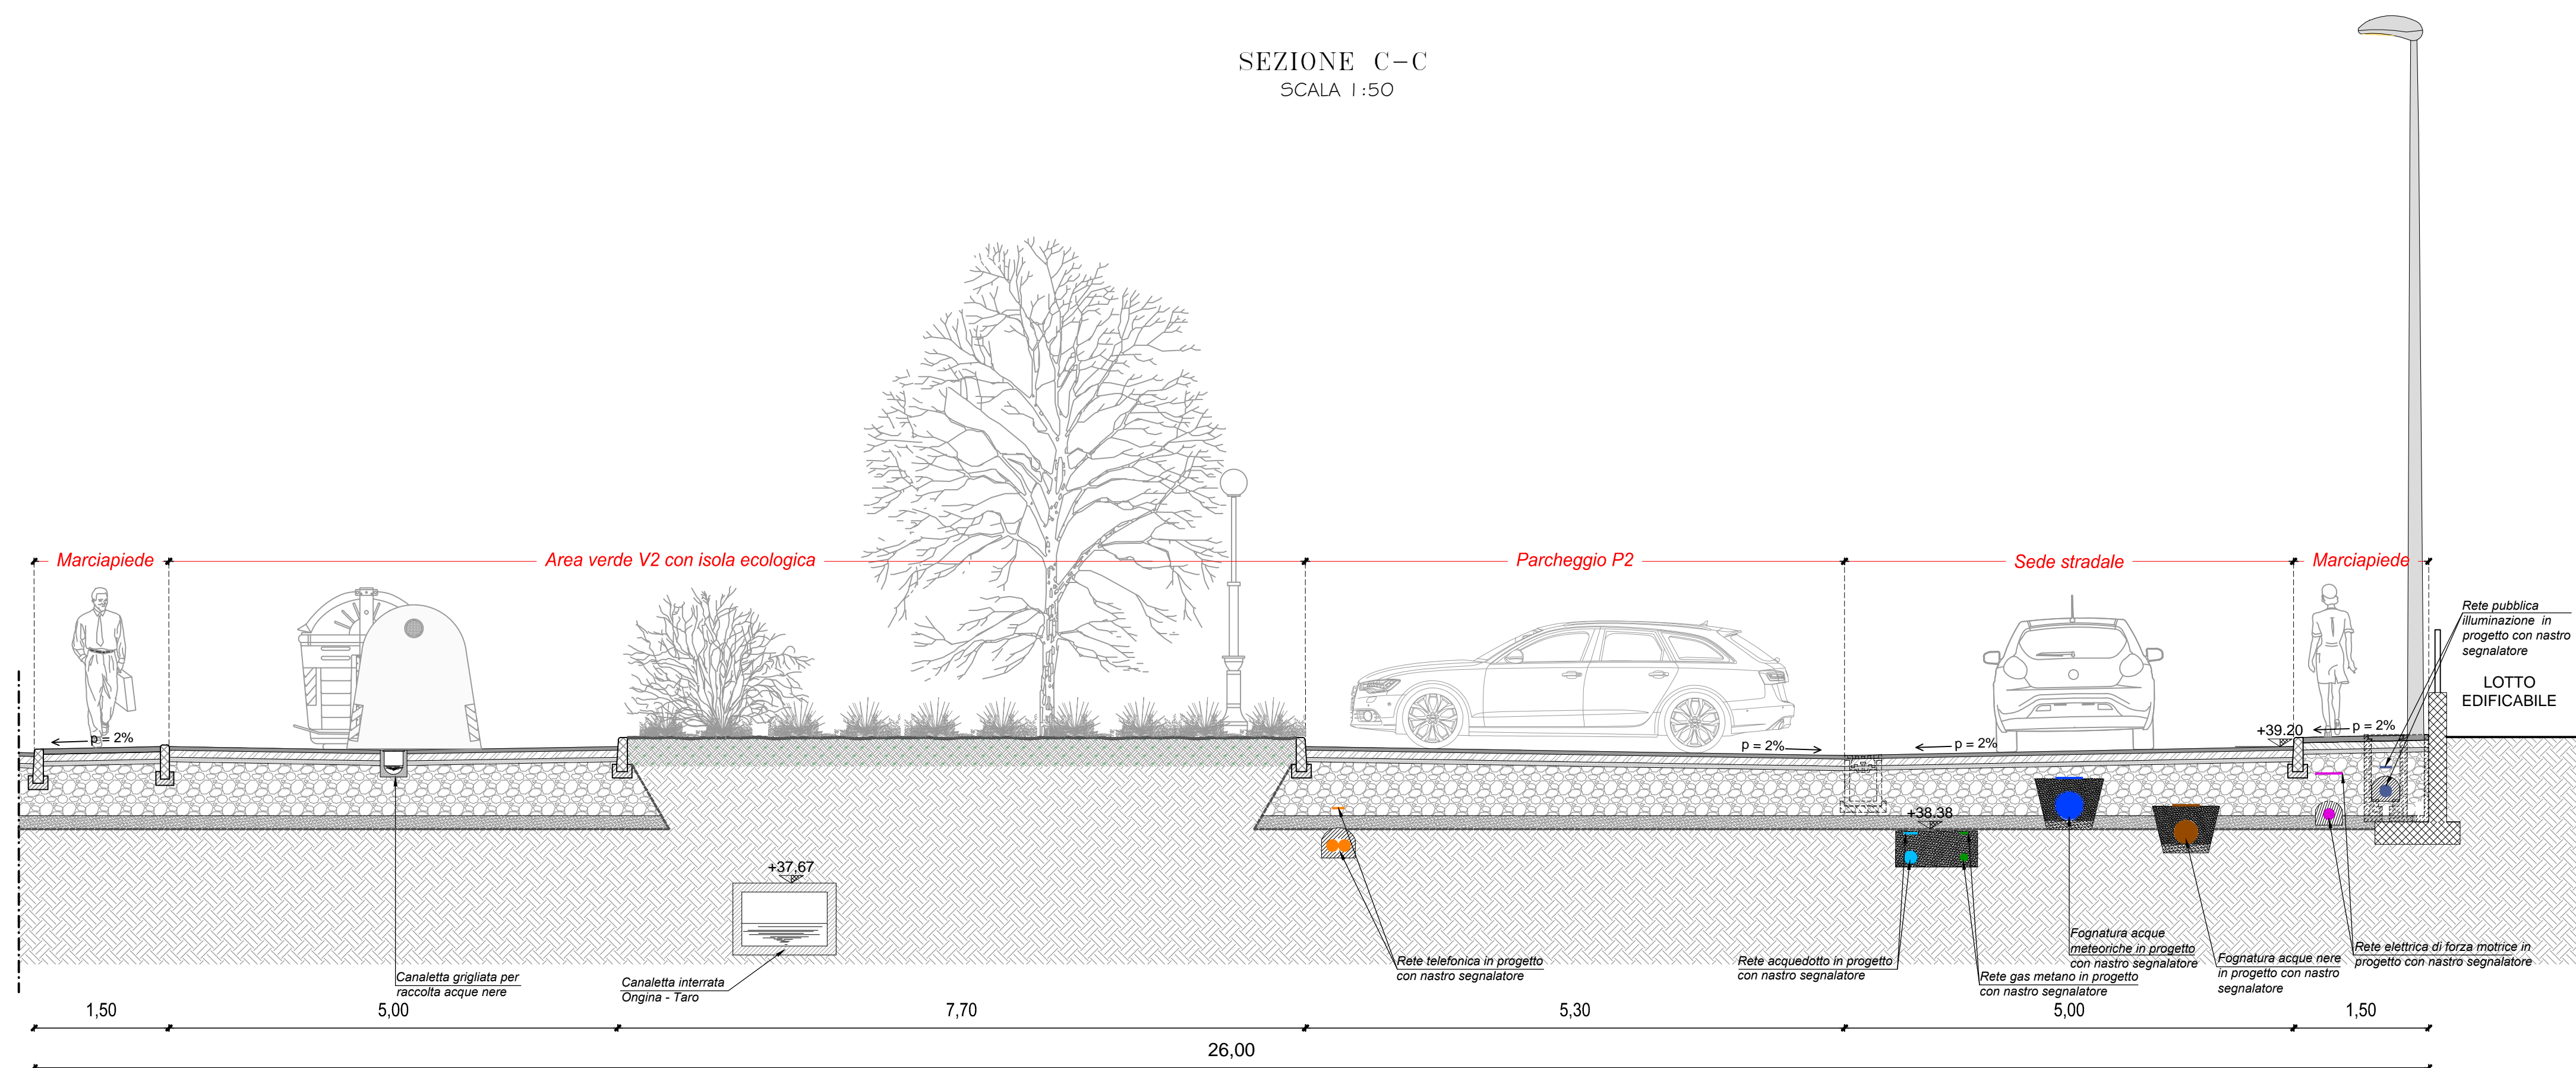 SEZIONE C-C
SCALA 1:50
Marciapiede
Area verde V2 con isola ecologica
Parcheggio P2
Sede stradale
Marciapiede
Rete pubblica
illuminazione in
progetto con nastro
segnalatore
LOTTO
EDIFICABILE
p = 2%
p = 2%
p = 2%
+39.20
p = 2%
+38.38
+37,67
Canaletta grigliata per
raccolta acque nere
Canaletta interrata
Ongina - Taro
Rete telefonica in progetto
con nastro segnalatore
Rete acquedotto in progetto
con nastro segnalatore
Rete gas metano in progetto
con nastro segnalatore
Fognatura acque
meteoriche in progetto
con nastro segnalatore
Fognatura acque nere
in progetto con nastro
segnalatore
Rete elettrica di forza motrice in
progetto con nastro segnalatore
1,50
5,00
7,70
5,30
5,00
1,50
26,00